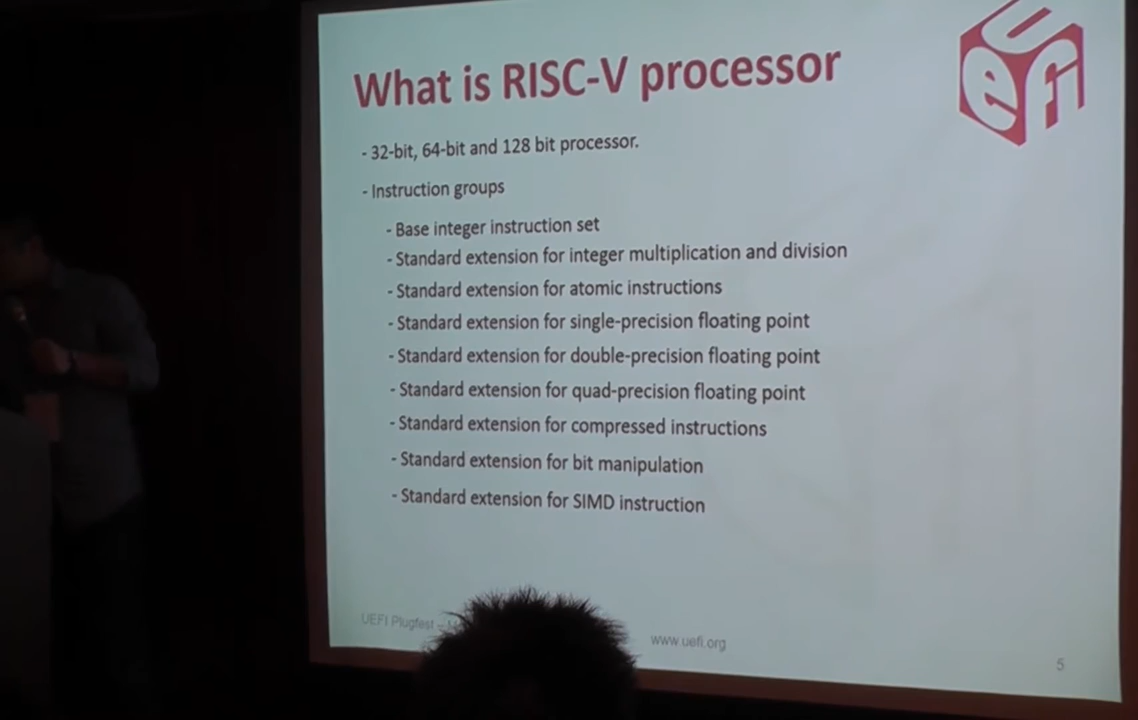 UEFI
What is RISC-V processor
- 32-bit, 64-bit and 128 bit processor.
- Instruction groups
- Base integer instruction set
- Standard extension for integer multiplication and division
- Standard extension for atomic instructions
- Standard extension for single-precision floating point
- Standard extension for double-precision floating point
- Standard extension for quad-precision floating point
- Standard extension for compressed instructions
- Standard extension for bit manipulation
- Standard extension for SIMD instruction
UEFI Plugfest –
www.uefi.org
5